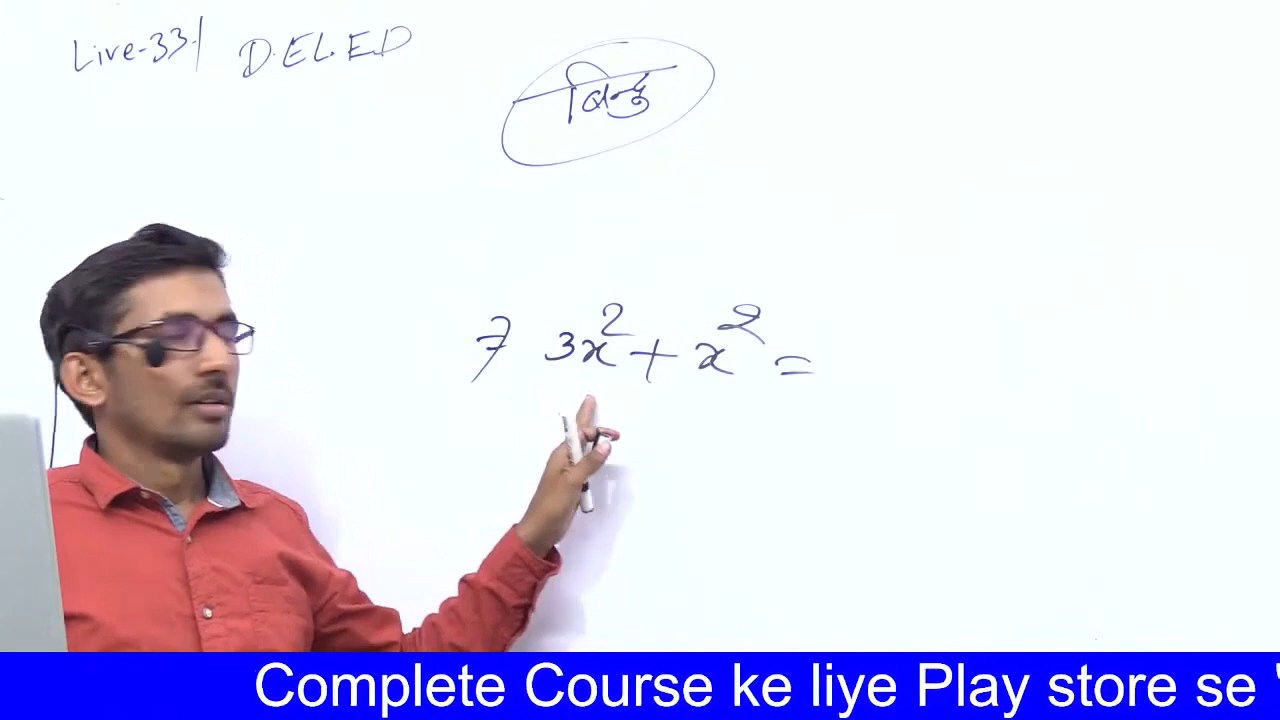 Live-33 | D.EL.ED
बिन्दु
7 3x² + x² =
Complete Course ke liye Play store se '